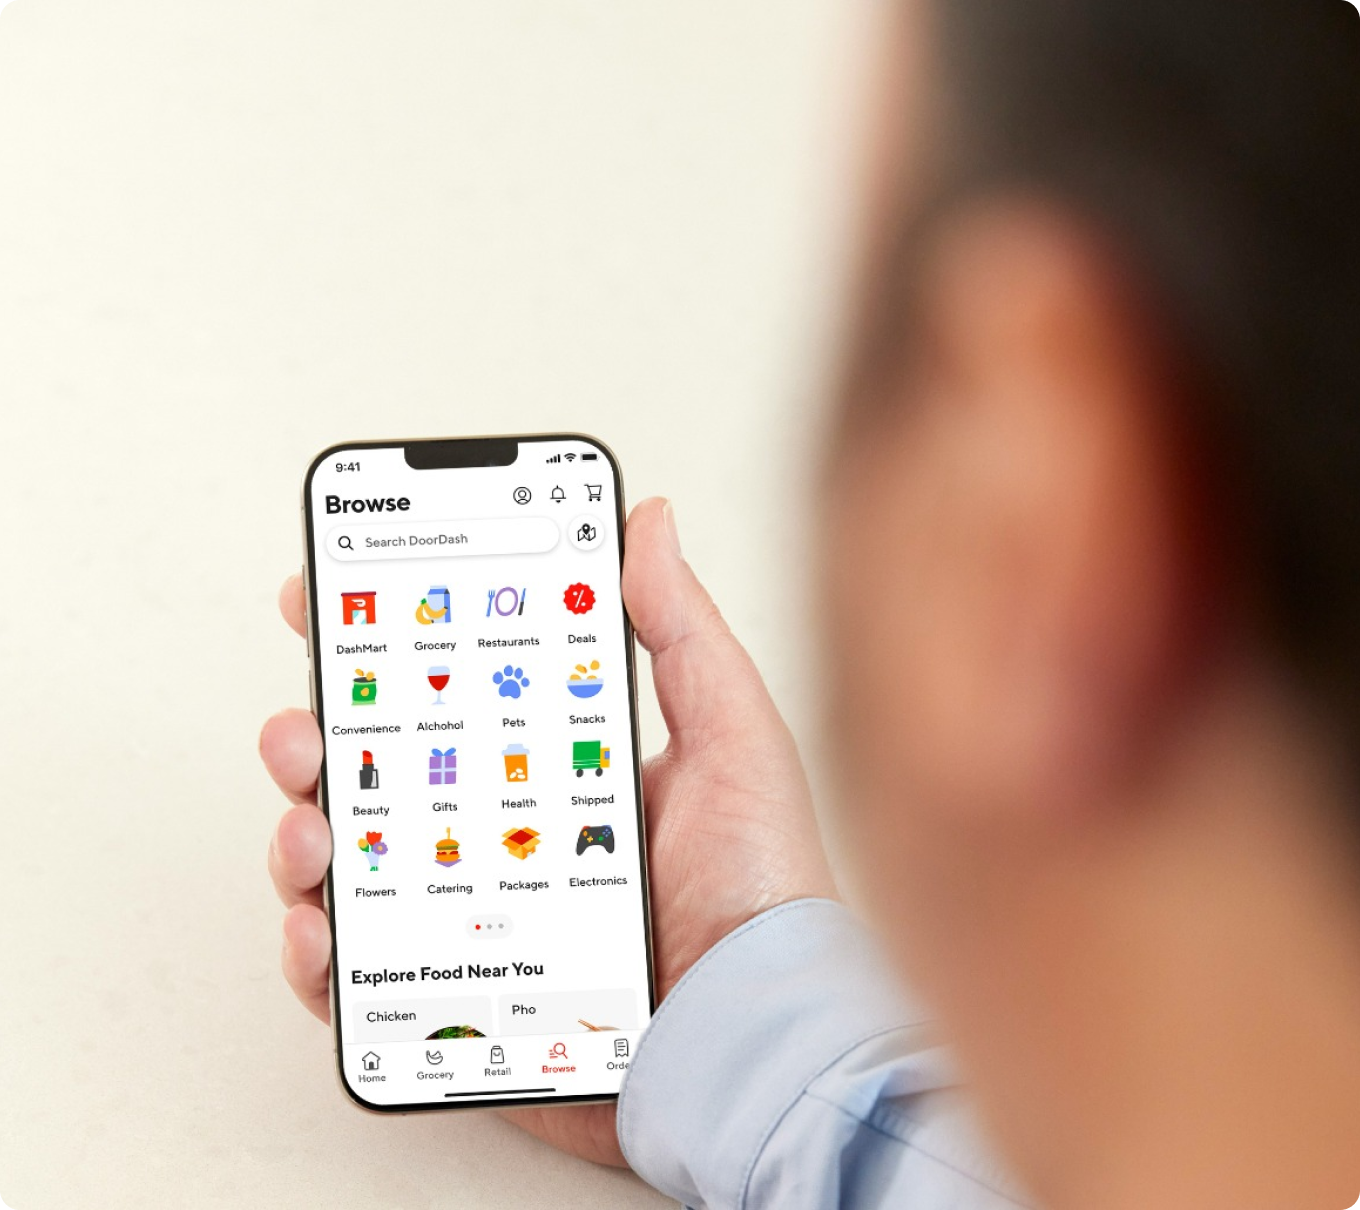 9:41
Browse
Search DoorDash
DashMart Grocery Restaurants Deals
Convenience Alchohol Pets Snacks
Beauty Gifts Health Shipped
Flowers Catering Packages Electronics
Explore Food Near You
Chicken Pho
Home Grocery Retail Browse Orde